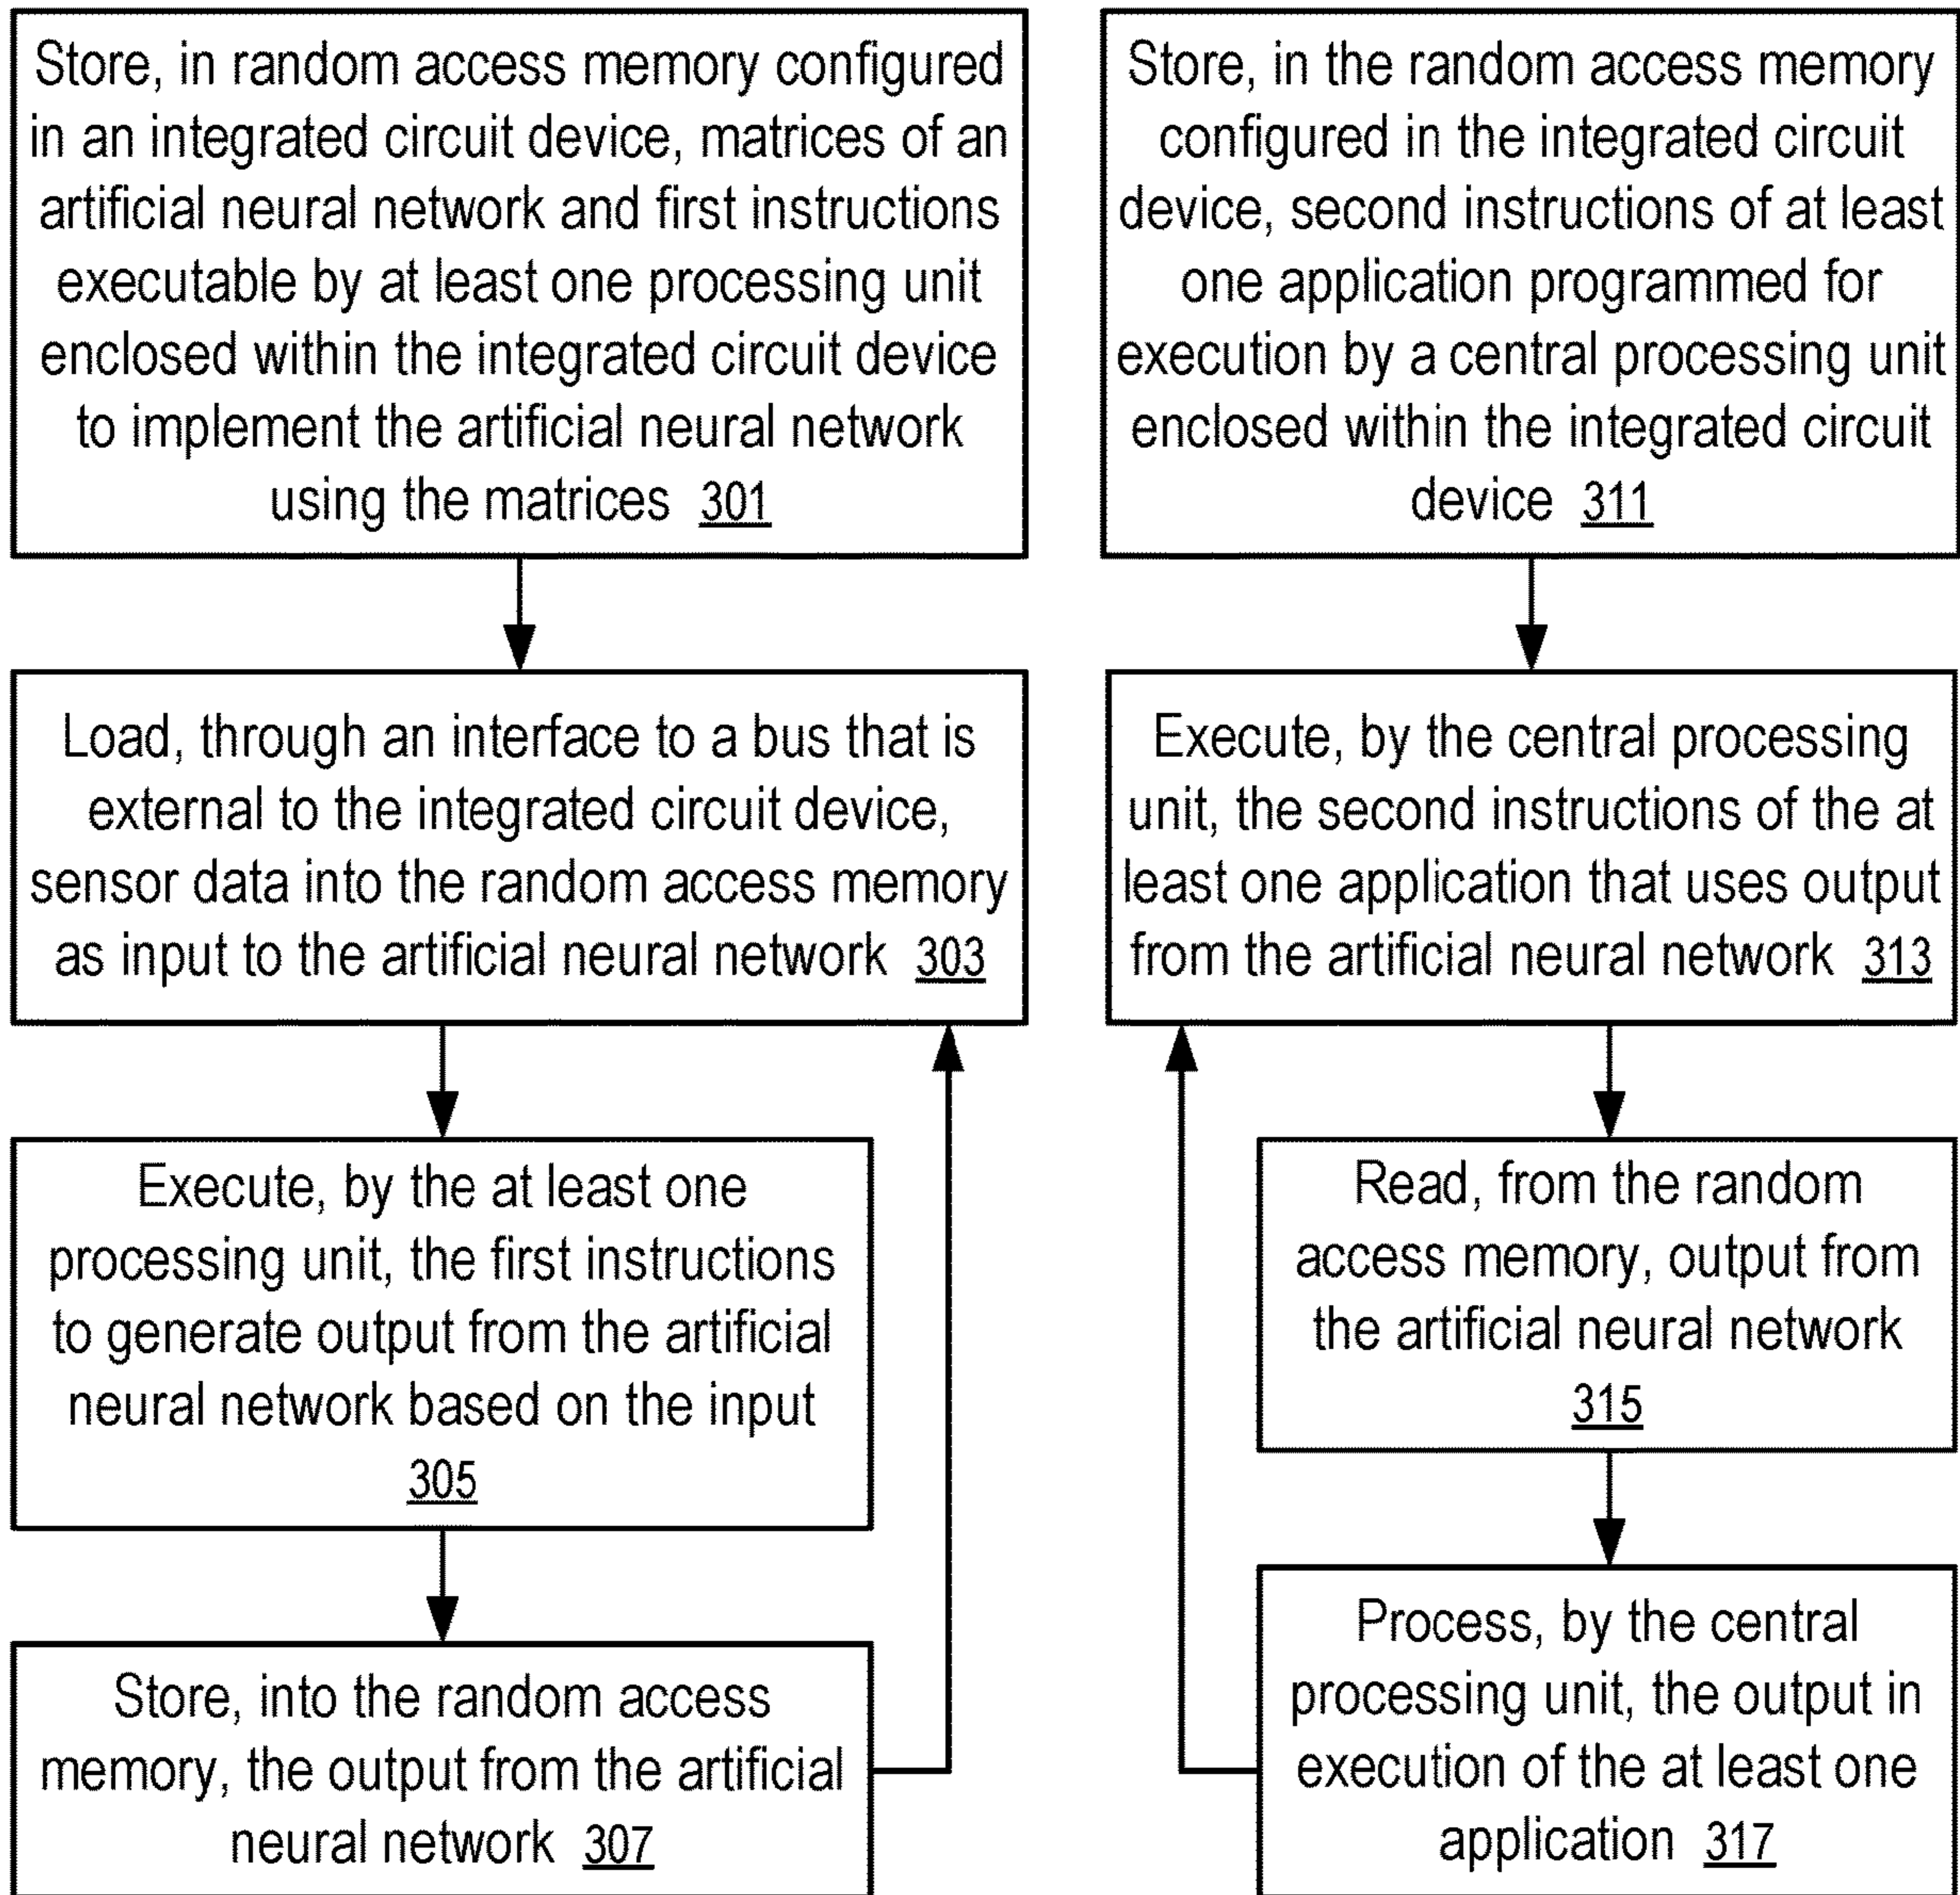 Store, in random access memory configured
in an integrated circuit device, matrices of an
artificial neural network and first instructions
executable by at least one processing unit
enclosed within the integrated circuit device
to implement the artificial neural network
using the matrices 301
Load, through an interface to a bus that is
external to the integrated circuit device,
sensor data into the random access memory
as input to the artificial neural network 303
Execute, by the at least one
processing unit, the first instructions
to generate output from the artificial
neural network based on the input
305
Store, into the random access
memory, the output from the artificial
neural network 307
Store, in the random access memory
configured in the integrated circuit
device, second instructions of at least
one application programmed for
execution by a central processing unit
enclosed within the integrated circuit
device 311
Execute, by the central processing
unit, the second instructions of the at
least one application that uses output
from the artificial neural network 313
Read, from the random
access memory, output from
the artificial neural network
315
Process, by the central
processing unit, the output in
execution of the at least one
application 317